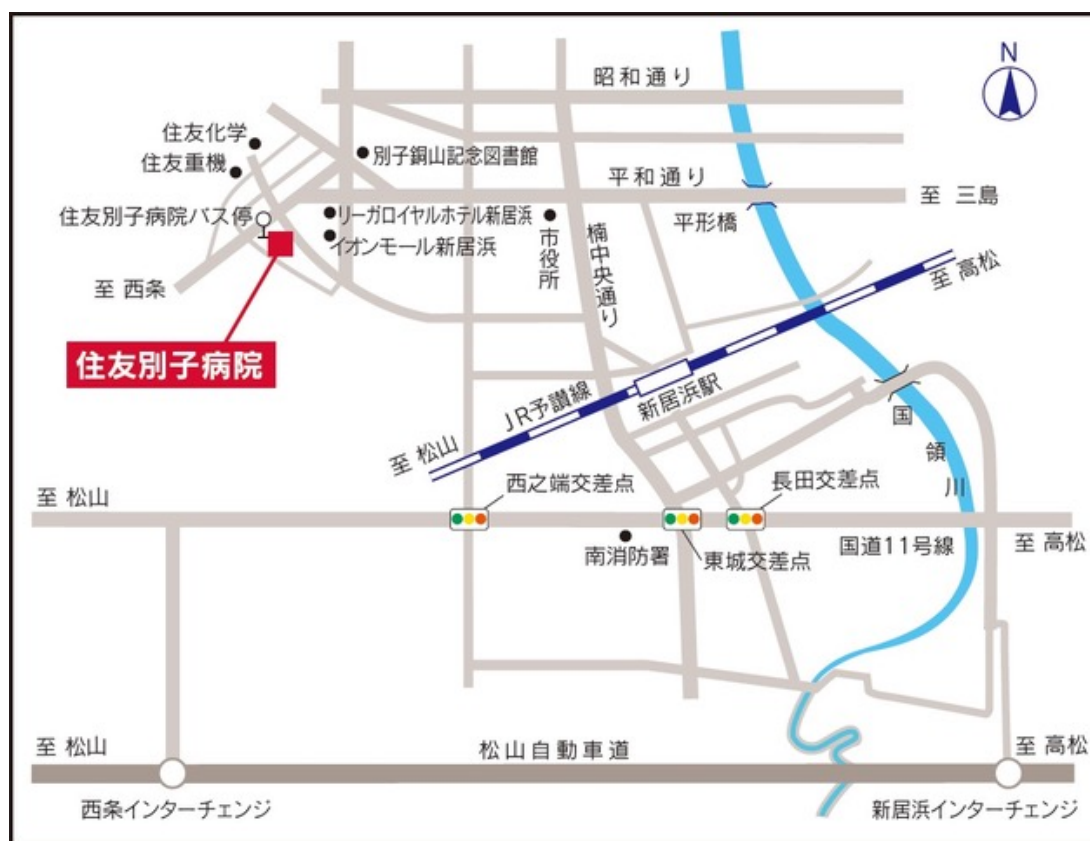 N
昭和通り
住友化学
別子銅山記念図書館
住友重機
平和通り
至 三島
住友別子病院バス停
リーガロイヤルホテル新居浜
平形橋
イオンモール新居浜
市役所
楠中央通り
至 高松
至 西条
住友別子病院
JR予讃線
新居浜駅
国領川
至 松山
西之端交差点
長田交差点
至 松山
南消防署
東城交差点
国道11号線
至 高松
至 松山
松山自動車道
至 高松
西条インターチェンジ
新居浜インターチェンジ